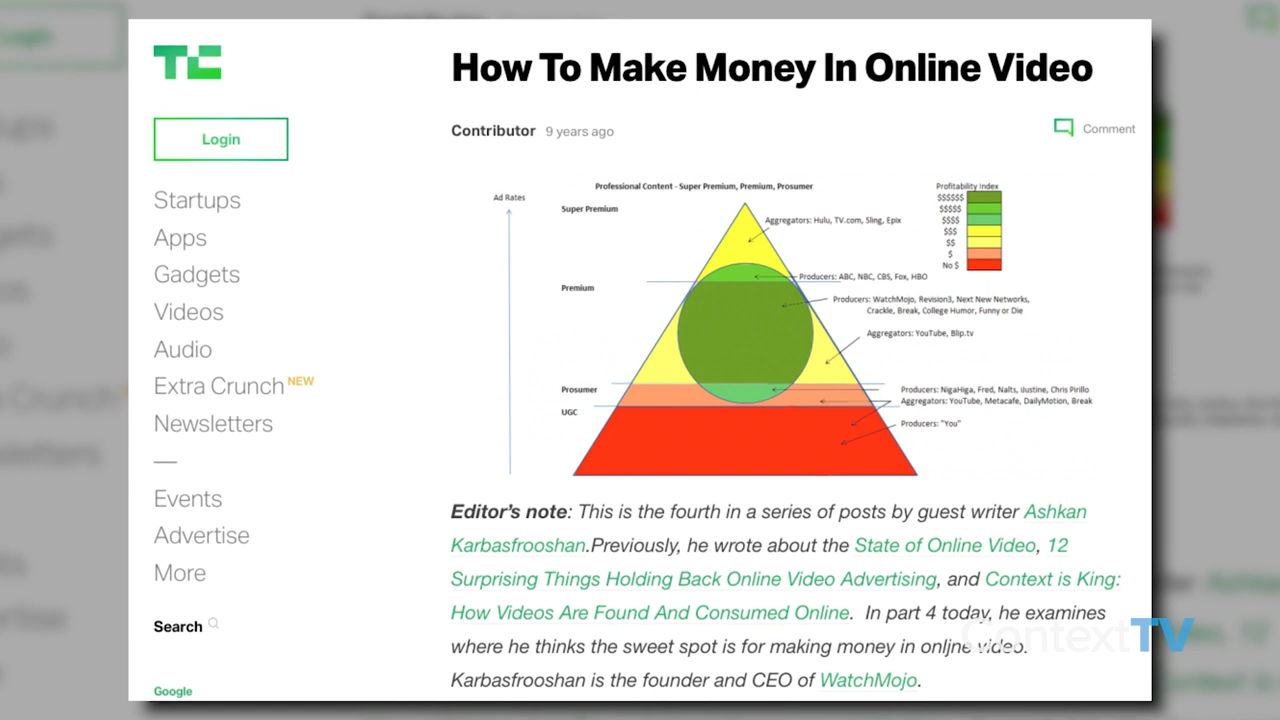 TC
Login
Startups
Apps
Gadgets
Videos
Audio
Extra Crunch NEW
Newsletters
Events
Advertise
More
Search
Google
How To Make Money In Online Video
Contributor 9 years ago
Comment
Professional Content - Super Premium, Premium, Prosumer
Ad Rates
Super Premium
Premium
Prosumer
UGC
Aggregators: Hulu, TV.com, Sling, Epix
Producers: ABC, NBC, CBS, Fox, HBO
Producers: WatchMojo, Revision3, Next New Networks,
Crackle, Break, College Humor, Funny or Die
Aggregators: YouTube, Blip.tv
Producers: NigaHiga, Fred, Nalts, iJustine, Chris Pirillo
Aggregators: YouTube, Metacafe, DailyMotion, Break
Producers: "You"
Profitability Index
$$$$$$
$$$$$
$$$$
$$$
$$
$
No $
Editor's note: This is the fourth in a series of posts by guest writer Ashkan
Karbasfrooshan.Previously, he wrote about the State of Online Video, 12
Surprising Things Holding Back Online Video Advertising, and Context is King:
How Videos Are Found And Consumed Online. In part 4 today, he examines
where he thinks the sweet spot is for making money in online video.
Karbasfrooshan is the founder and CEO of WatchMojo.
ContextTV